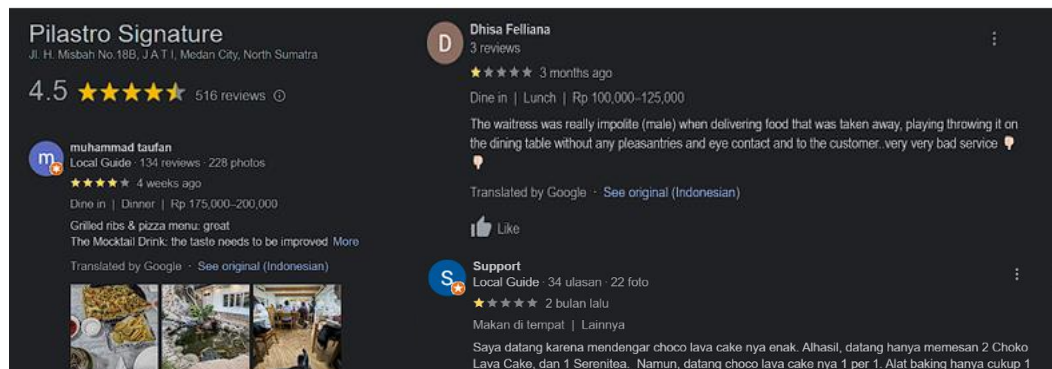 Pilastro Signature
Jl. H. Misbah No.18B, J A T I, Medan City, North Sumatra
4.5 516 reviews
m
muhammad taufan
Local Guide · 134 reviews · 228 photos
4 weeks ago
Dine in | Dinner | Rp 175,000–200,000
Grilled ribs & pizza menu: great
The Mocktail Drink: the taste needs to be improved More
Translated by Google · See original (Indonesian)
D
Dhisa Felliana
3 reviews
3 months ago
Dine in | Lunch | Rp 100,000–125,000
The waitress was really impolite (male) when delivering food that was taken away, playing throwing it on
the dining table without any pleasantries and eye contact and to the customer..very very bad service 👎🏻
👎🏻
Translated by Google · See original (Indonesian)
Like
S
Support
Local Guide · 34 ulasan · 22 foto
2 bulan lalu
Makan di tempat | Lainnya
Saya datang karena mendengar choco lava cake nya enak. Alhasil, datang hanya memesan 2 Choko
Lava Cake, dan 1 Serenitea. Namun, datang choco lava cake nya 1 per 1. Alat baking hanya cukup 1